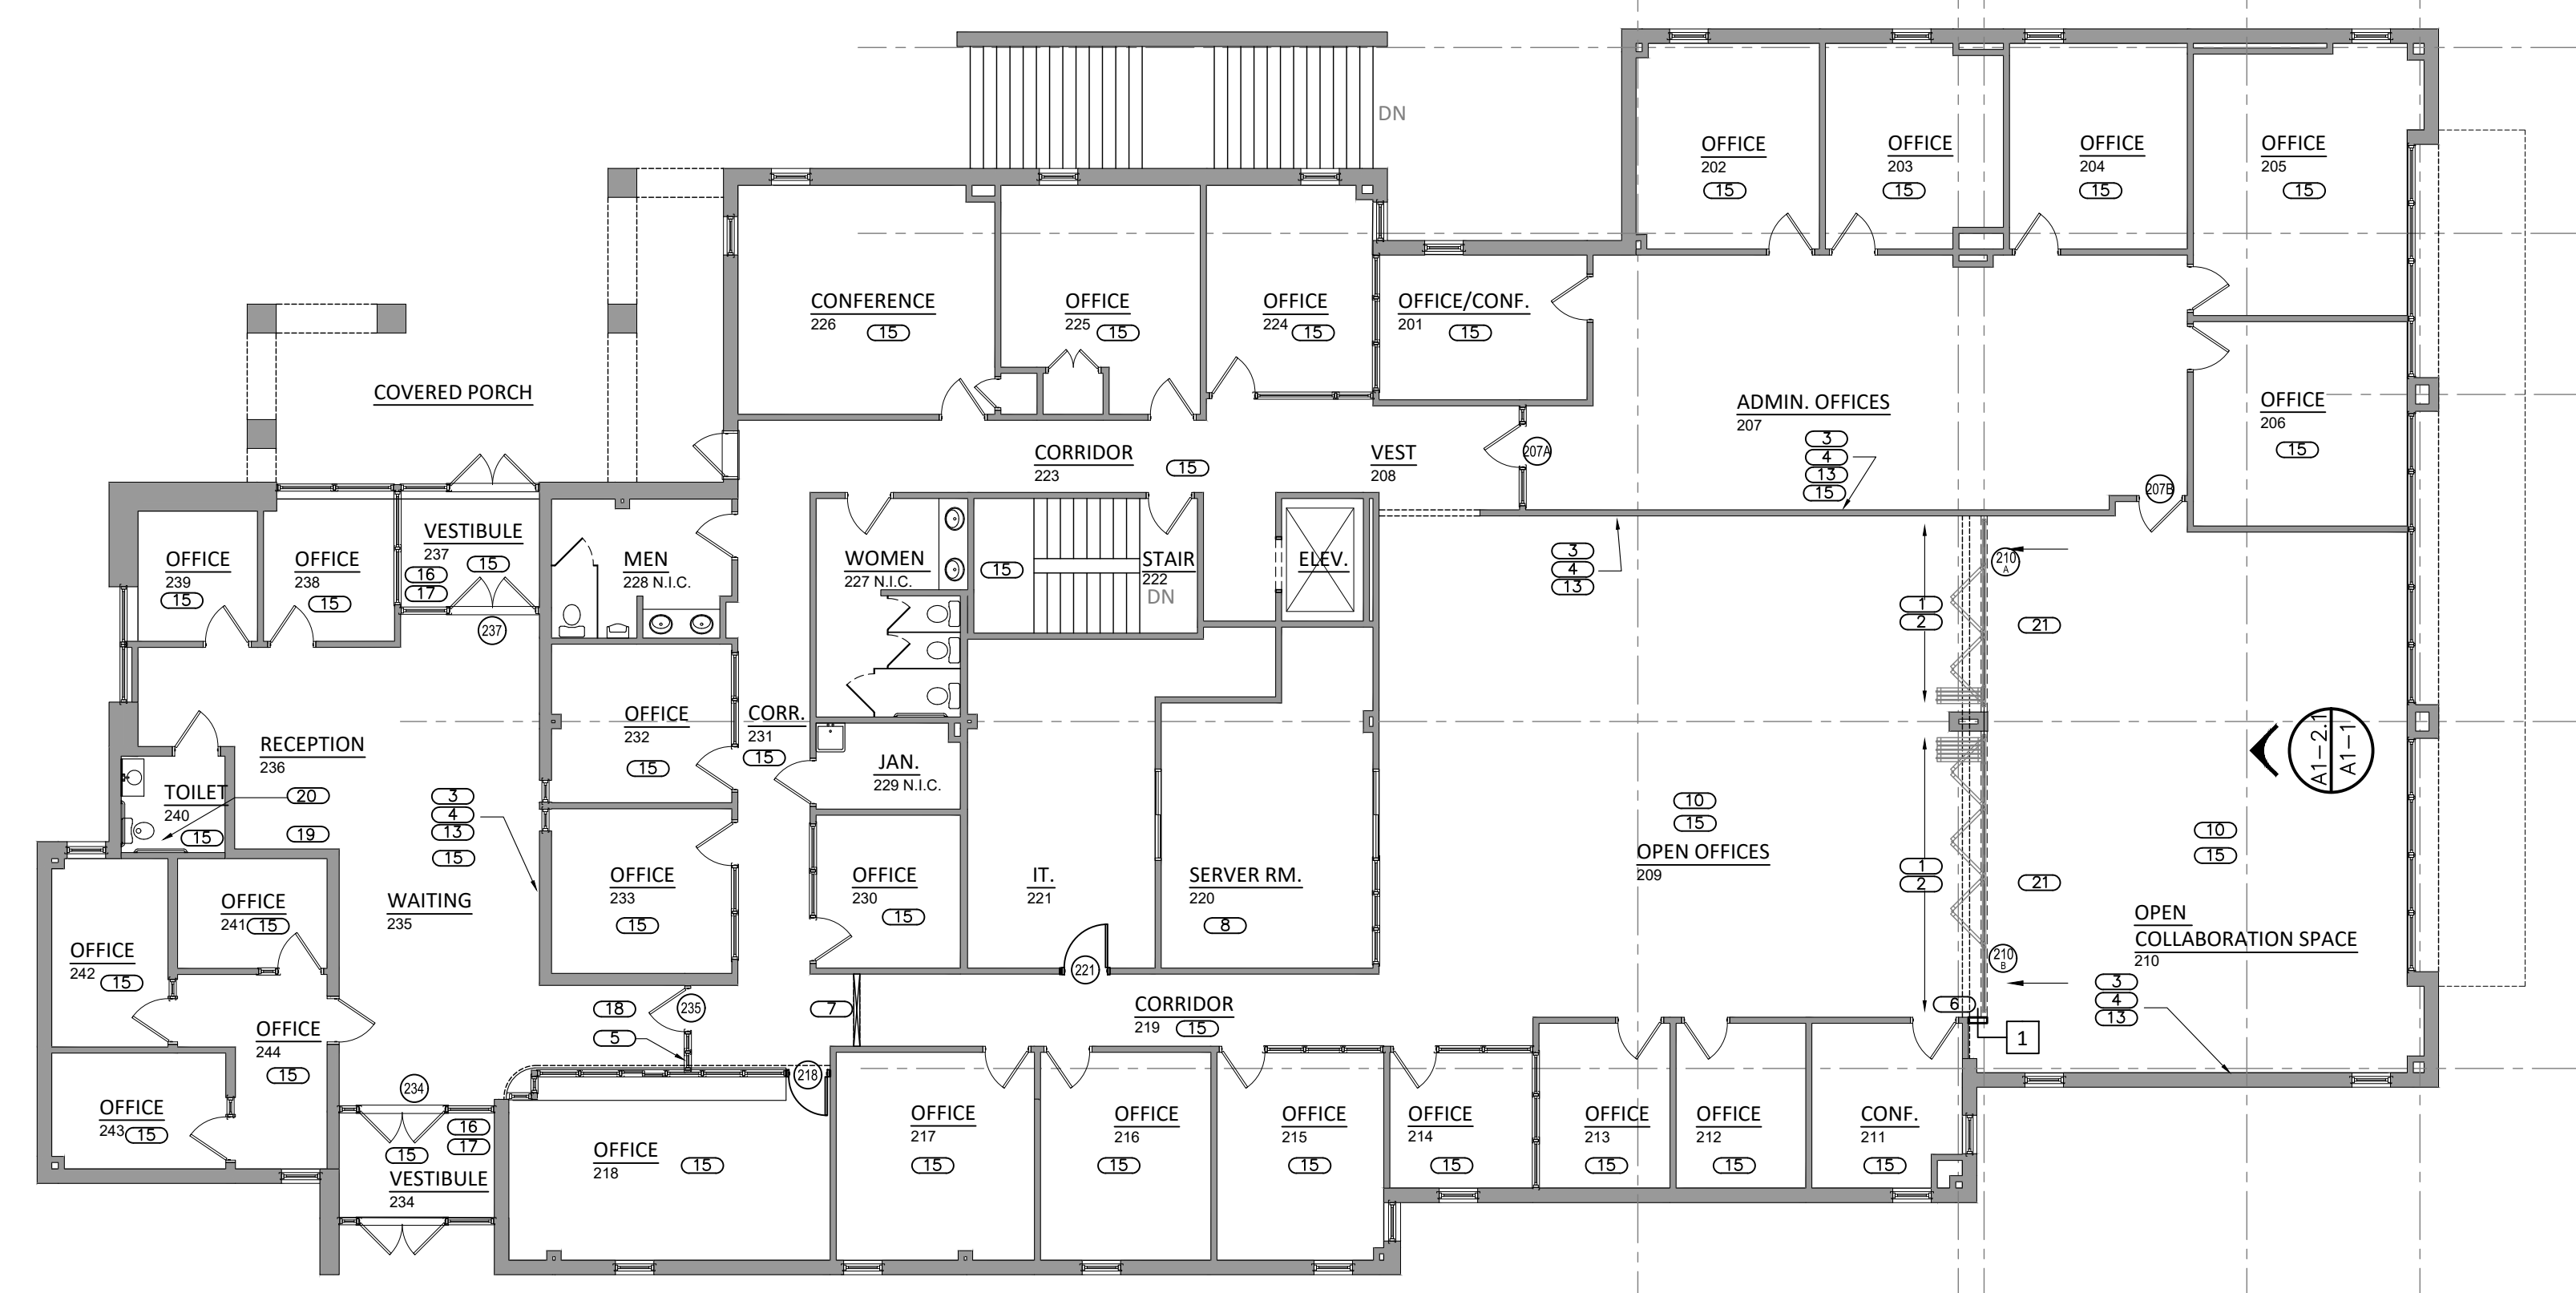 DN
OFFICE
202
15
OFFICE
203
15
OFFICE
204
15
OFFICE
205
15
CONFERENCE
226
15
OFFICE
225
15
OFFICE
224
15
OFFICE/CONF.
201
15
COVERED PORCH
ADMIN. OFFICES
207
3
4
13
15
OFFICE
206
15
CORRIDOR
223
15
VEST
208
207A
207B
OFFICE
239
15
OFFICE
238
15
VESTIBULE
237
15
16
17
237
MEN
228 N.I.C.
WOMEN
227 N.I.C.
15
STAIR
222
DN
ELEV.
3
4
13
210
A
1
2
21
OFFICE
232
15
CORR.
231
15
JAN.
229 N.I.C.
RECEPTION
236
TOILET
240
15
20
19
3
4
13
15
A1-2.1
A1-1
10
15
OPEN OFFICES
209
10
15
1
2
21
OFFICE
233
15
OFFICE
230
15
IT.
221
SERVER RM.
220
8
OPEN
COLLABORATION SPACE
210
OFFICE
241
15
WAITING
235
OFFICE
242
15
221
210
B
3
4
13
6
1
18
5
235
7
CORRIDOR
219
15
OFFICE
244
15
OFFICE
243
15
234
16
17
15
VESTIBULE
234
218
OFFICE
218
15
OFFICE
217
15
OFFICE
216
15
OFFICE
215
15
OFFICE
214
15
OFFICE
213
15
OFFICE
212
15
CONF.
211
15